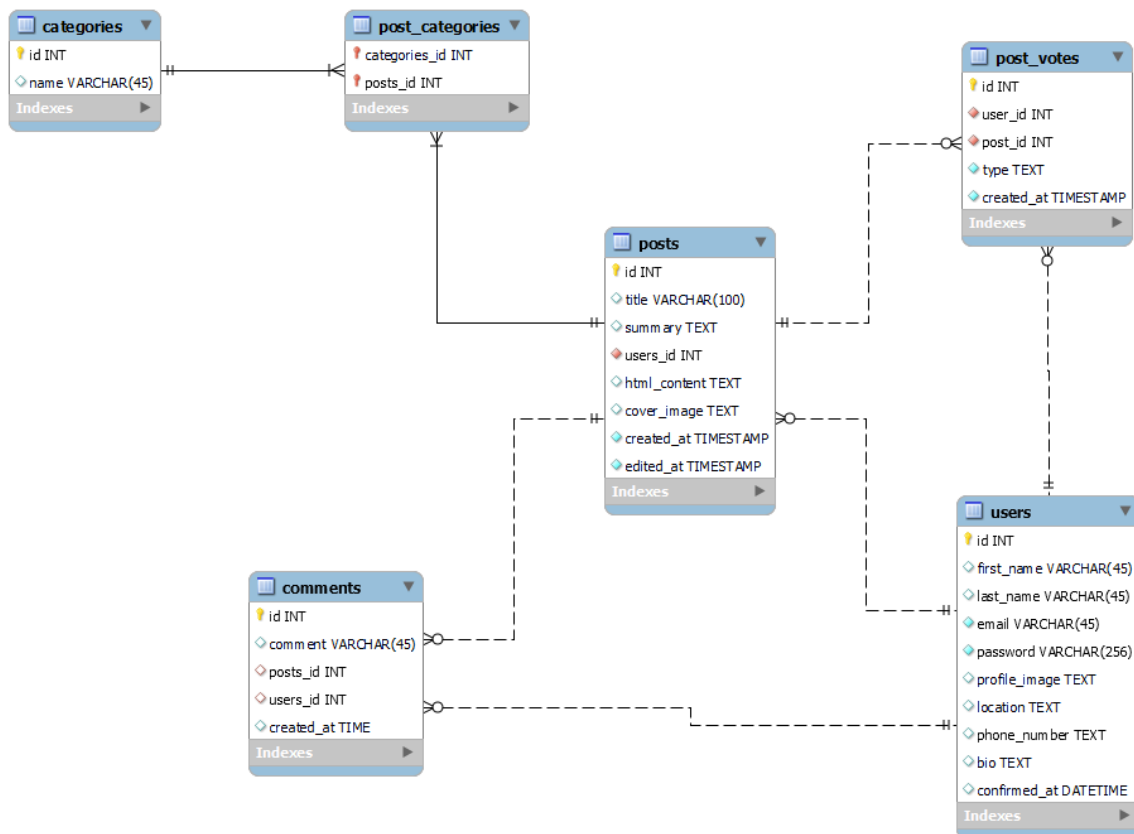 categories
id INT
name VARCHAR(45)
Indexes
post_categories
categories_id INT
posts_id INT
Indexes
post_votes
id INT
user_id INT
post_id INT
type TEXT
created_at TIMESTAMP
Indexes
posts
id INT
title VARCHAR(100)
summary TEXT
users_id INT
html_content TEXT
cover_image TEXT
created_at TIMESTAMP
edited_at TIMESTAMP
Indexes
comments
id INT
comment VARCHAR(45)
posts_id INT
users_id INT
created_at TIME
Indexes
users
id INT
first_name VARCHAR(45)
last_name VARCHAR(45)
email VARCHAR(45)
password VARCHAR(256)
profile_image TEXT
location TEXT
phone_number TEXT
bio TEXT
confirmed_at DATETIME
Indexes